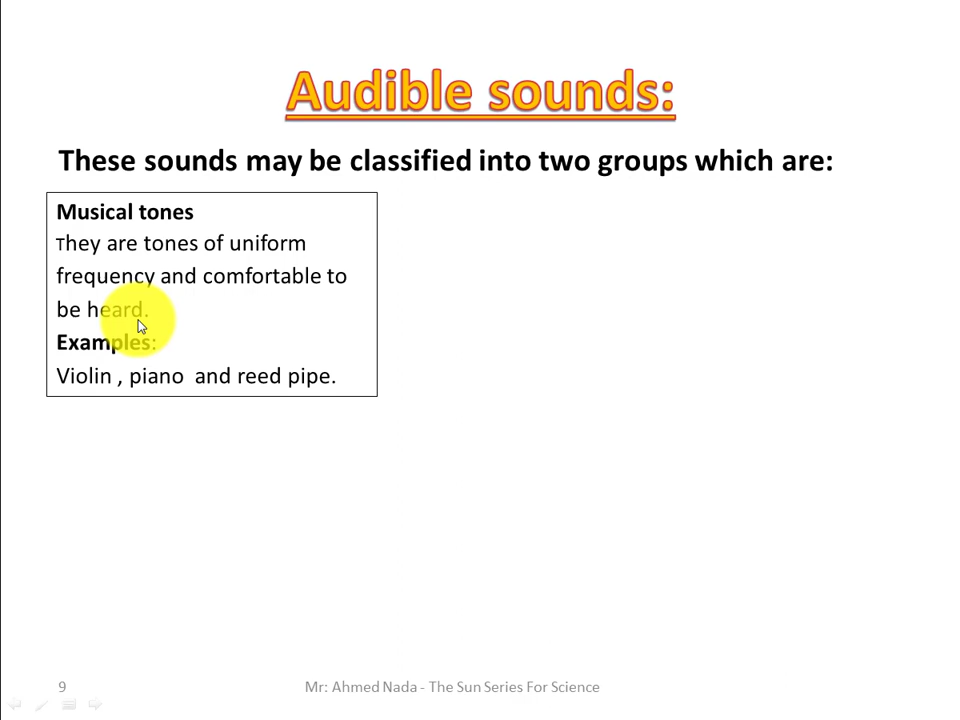 Audible sounds:
These sounds may be classified into two groups which are:
Musical tones
They are tones of uniform
frequency and comfortable to
be heard.
Examples:
Violin , piano  and reed pipe.
9
Mr: Ahmed Nada - The Sun Series For Science